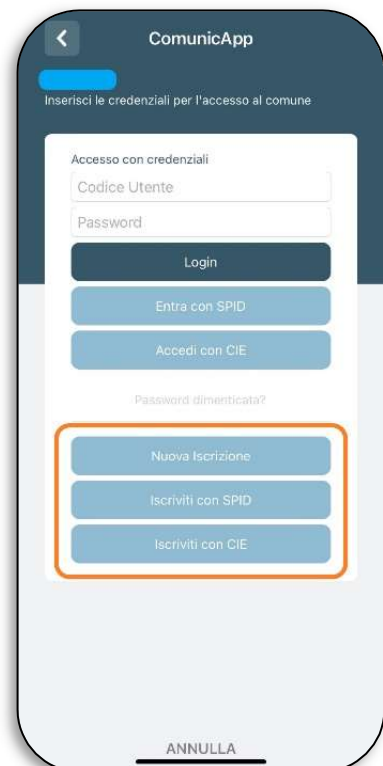 ComunicApp
Inserisci le credenziali per l'accesso al comune
Accesso con credenziali
Codice Utente
Password
Login
Entra con SPID
Accedi con CIE
Password dimenticata?
Nuova Iscrizione
Iscriviti con SPID
Iscriviti con CIE
ANNULLA